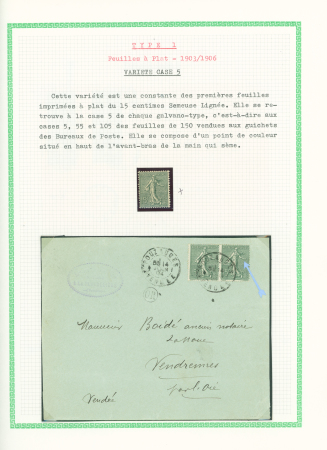 TYPE 1
Feuilles à Plat - 1903/1906
VARIETE CASE 5
Cette variété est une constante des premières feuilles
imprimées à plat du 15 centimes Semeuse Lignée. Elle se re-
trouve à la case 5 de chaque galvano-type, c'est-à-dire aux
cases 5, 55 et 105 des feuilles de 150 vendues aux guichets
des Bureaux de Poste. Elle se compose d'un point de couleur
situé en haut de l'avant-bras de la main qui sème.
Monsieur Boidé ancien notaire
Vendrennes
par l'Oie
Vendée